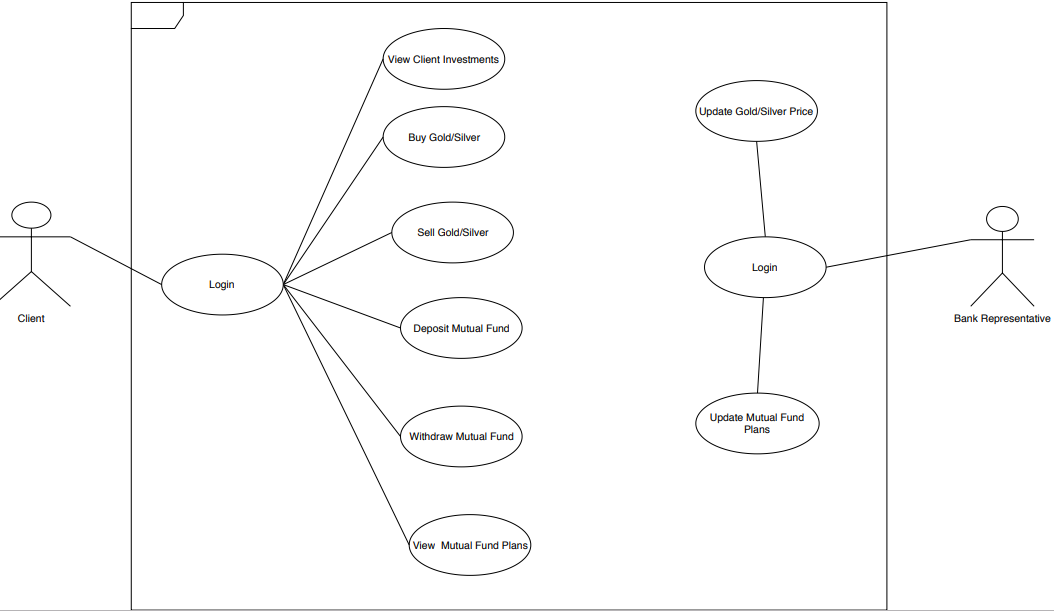 View Client Investments
Buy Gold/Silver
Sell Gold/Silver
Login
Deposit Mutual Fund
Withdraw Mutual Fund
View  Mutual Fund Plans
Client
Update Gold/Silver Price
Login
Update Mutual Fund
Plans
Bank Representative